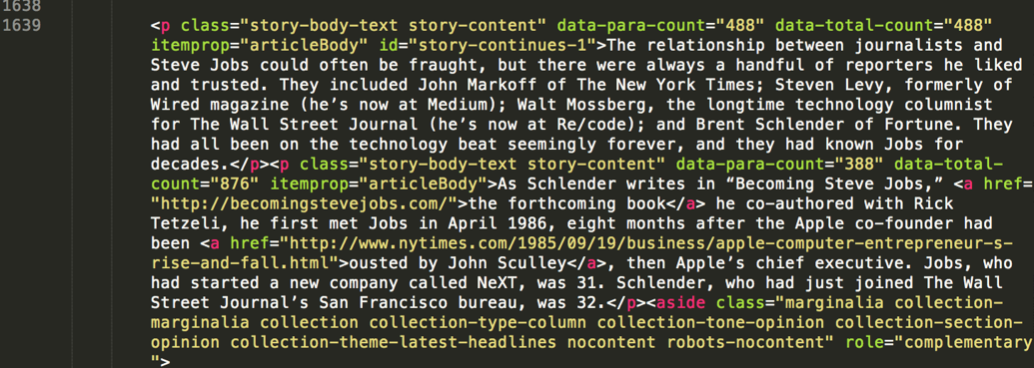 1638
1639 <p class="story-body-text story-content" data-para-count="488" data-total-count="488"
itemprop="articleBody" id="story-continues-1">The relationship between journalists and
Steve Jobs could often be fraught, but there were always a handful of reporters he liked
and trusted. They included John Markoff of The New York Times; Steven Levy, formerly of
Wired magazine (he’s now at Medium); Walt Mossberg, the longtime technology columnist
for The Wall Street Journal (he’s now at Re/code); and Brent Schlender of Fortune. They
had all been on the technology beat seemingly forever, and they had known Jobs for
decades.</p><p class="story-body-text story-content" data-para-count="388" data-total-
count="876" itemprop="articleBody">As Schlender writes in “Becoming Steve Jobs,” <a href=
"http://becomingstevejobs.com/">the forthcoming book</a> he co-authored with Rick
Tetzeli, he first met Jobs in April 1986, eight months after the Apple co-founder had
been <a href="http://www.nytimes.com/1985/09/19/business/apple-computer-entrepreneur-s-
rise-and-fall.html">ousted by John Sculley</a>, then Apple’s chief executive. Jobs, who
had started a new company called NeXT, was 31. Schlender, who had just joined The Wall
Street Journal’s San Francisco bureau, was 32.</p><aside class="marginalia collection-
marginalia collection collection-type-column collection-tone-opinion collection-section-
opinion collection-theme-latest-headlines nocontent robots-nocontent" role="complementary
">